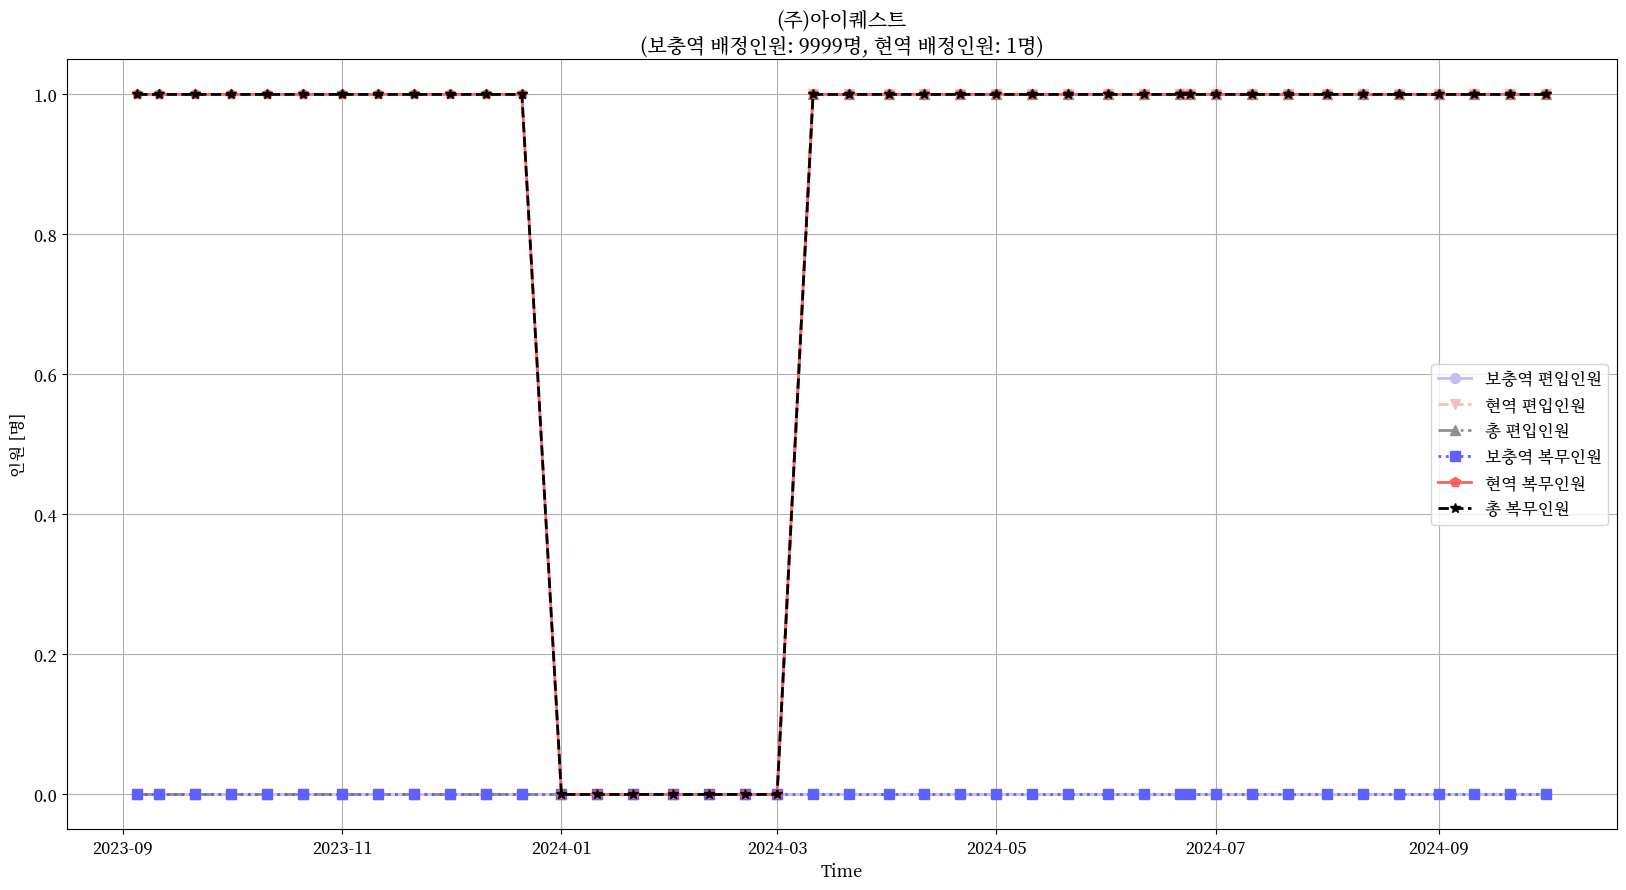 (주)아이퀘스트
(보충역 배정인원: 9999명, 현역 배정인원: 1명)
인원 [명]
1.0
0.8
0.6
0.4
0.2
0.0
보충역 편입인원
현역 편입인원
총 편입인원
보충역 복무인원
현역 복무인원
총 복무인원
2023-09
2023-11
2024-01
2024-03
2024-05
2024-07
2024-09
Time